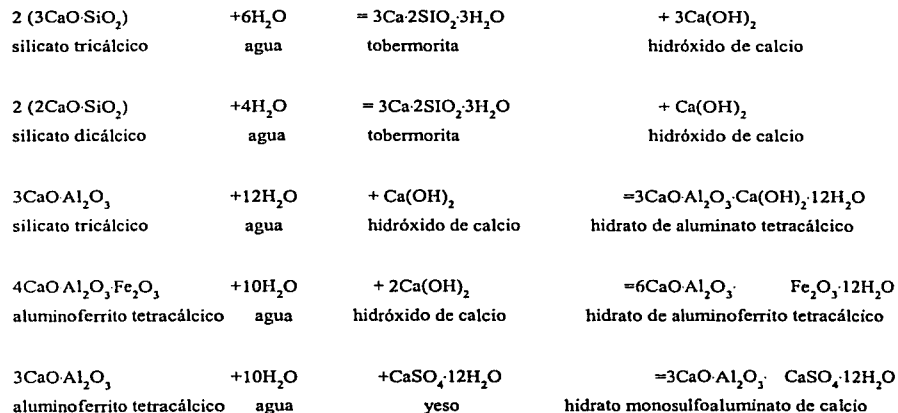 2 (3CaO·SiO₂) +6H₂O = 3Ca·2SIO₂·3H₂O + 3Ca(OH)₂
silicato tricálcico agua tobermorita hidróxido de calcio
2 (2CaO·SiO₂) +4H₂O = 3Ca·2SIO₂·3H₂O + Ca(OH)₂
silicato dicálcico agua tobermorita hidróxido de calcio
3CaO·Al₂O₃ +12H₂O + Ca(OH)₂ =3CaO·Al₂O₃·Ca(OH)₂·12H₂O
silicato tricálcico agua hidróxido de calcio hidrato de aluminato tetracálcico
4CaO Al₂O₃·Fe₂O₃ +10H₂O + 2Ca(OH)₂ =6CaO·Al₂O₃· Fe₂O₃·12H₂O
aluminoferrito tetracálcico agua hidróxido de calcio hidrato de aluminoferrito tetracálcico
3CaO·Al₂O₃ +10H₂O +CaSO₄·12H₂O =3CaO·Al₂O₃· CaSO₄·12H₂O
aluminoferrito tetracálcico agua yeso hidrato monosulfoaluminato de calcio